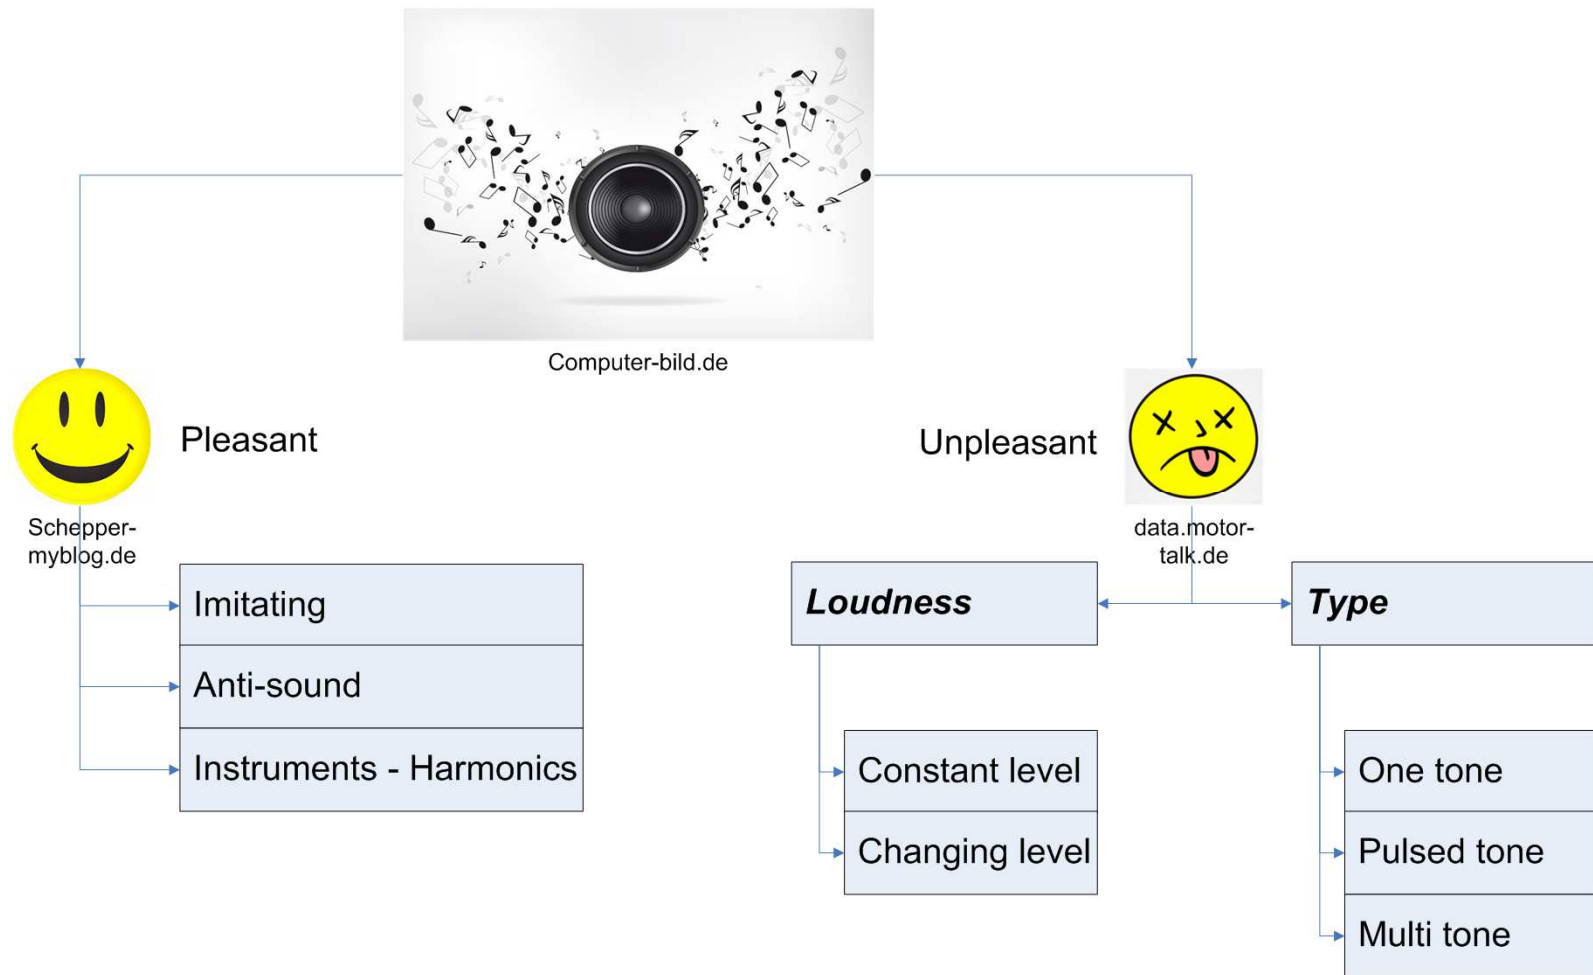 Computer-bild.de
Pleasant
Unpleasant
Schepper-
myblog.de
data.motor-
talk.de
Imitating
Anti-sound
Instruments - Harmonics
Loudness
Constant level
Changing level
Type
One tone
Pulsed tone
Multi tone